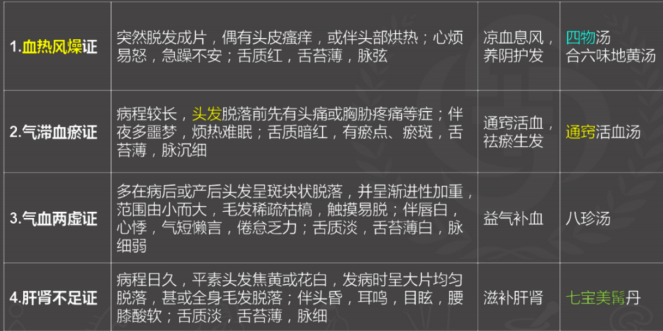 1.血热风燥证
突然脱发成片，偶有头皮瘙痒，或伴头部烘热；心烦
易怒，急躁不安；舌质红，舌苔薄，脉弦
凉血息风，
养阴护发
四物汤
合六味地黄汤
2.气滞血瘀证
病程较长，头发脱落前先有头痛或胸胁疼痛等症；伴
夜多噩梦，烦热难眠；舌质暗红，有瘀点、瘀斑，舌
苔薄，脉沉细
通窍活血，
祛瘀生发
通窍活血汤
3.气血两虚证
多在病后或产后头发呈斑块状脱落，并呈渐进性加重，
范围由小而大，毛发稀疏枯槁，触摸易脱；伴唇白，
心悸，气短懒言，倦怠乏力；舌质淡，舌苔薄白，脉
细弱
益气补血
八珍汤
4.肝肾不足证
病程日久，平素头发焦黄或花白，发病时呈大片均匀
脱落，甚或全身毛发脱落；伴头昏，耳鸣，目眩，腰
膝酸软；舌质淡，舌苔薄，脉细
滋补肝肾
七宝美髯丹